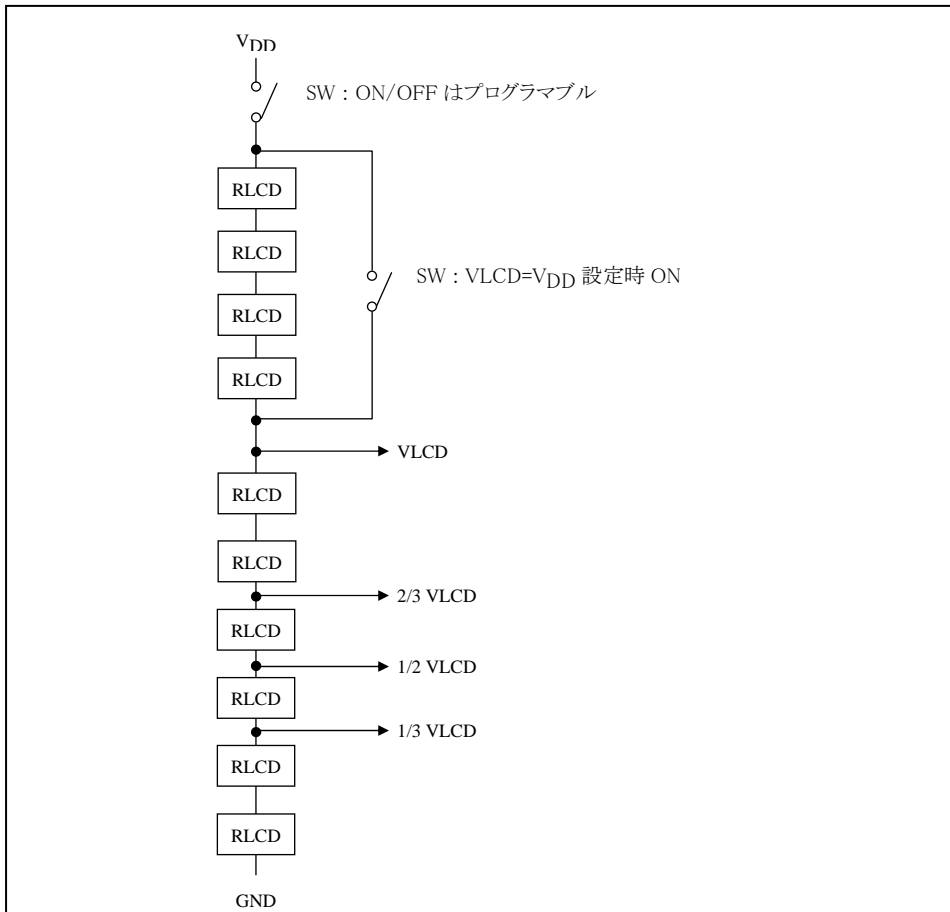 VDD
SW : ON/OFF はプログラマブル
RLCD
RLCD
SW : VLCD=VDD 設定時 ON
RLCD
RLCD
VLCD
RLCD
RLCD
2/3 VLCD
RLCD
1/2 VLCD
RLCD
1/3 VLCD
RLCD
RLCD
GND